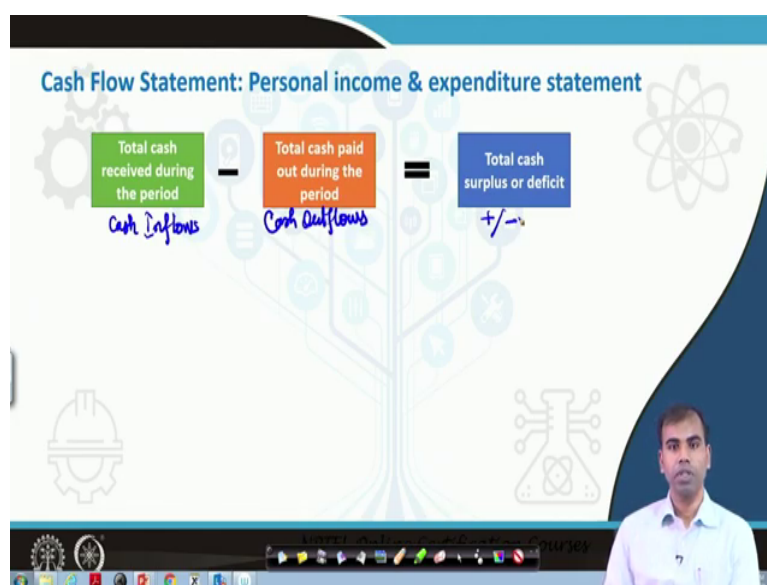 Cash Flow Statement: Personal income & expenditure statement
Total cash
received during
the period
−
Total cash paid
out during the
period
=
Total cash
surplus or deficit
Cash Inflows
Cash Outflows
+/-
NPTEL Online Certification Courses